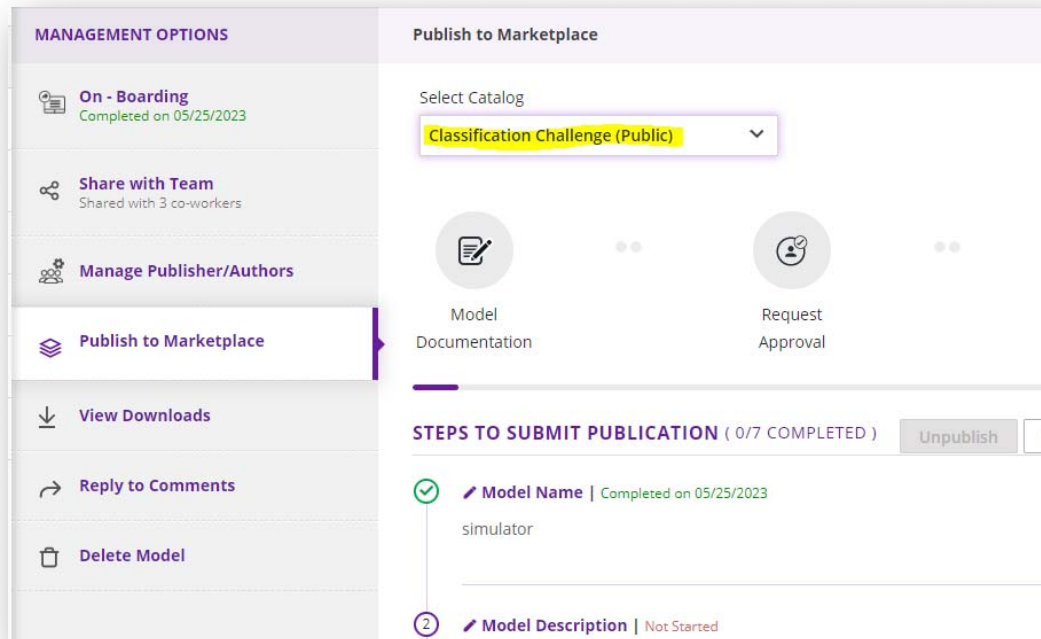 MANAGEMENT OPTIONS
On - Boarding
Completed on 05/25/2023
Share with Team
Shared with 3 co-workers
Manage Publisher/Authors
Publish to Marketplace
View Downloads
Reply to Comments
Delete Model
Publish to Marketplace
Select Catalog
Classification Challenge (Public)
Model
Documentation
Request
Approval
STEPS TO SUBMIT PUBLICATION ( 0/7 COMPLETED )
Unpublish
Model Name | Completed on 05/25/2023
simulator
2 Model Description | Not Started